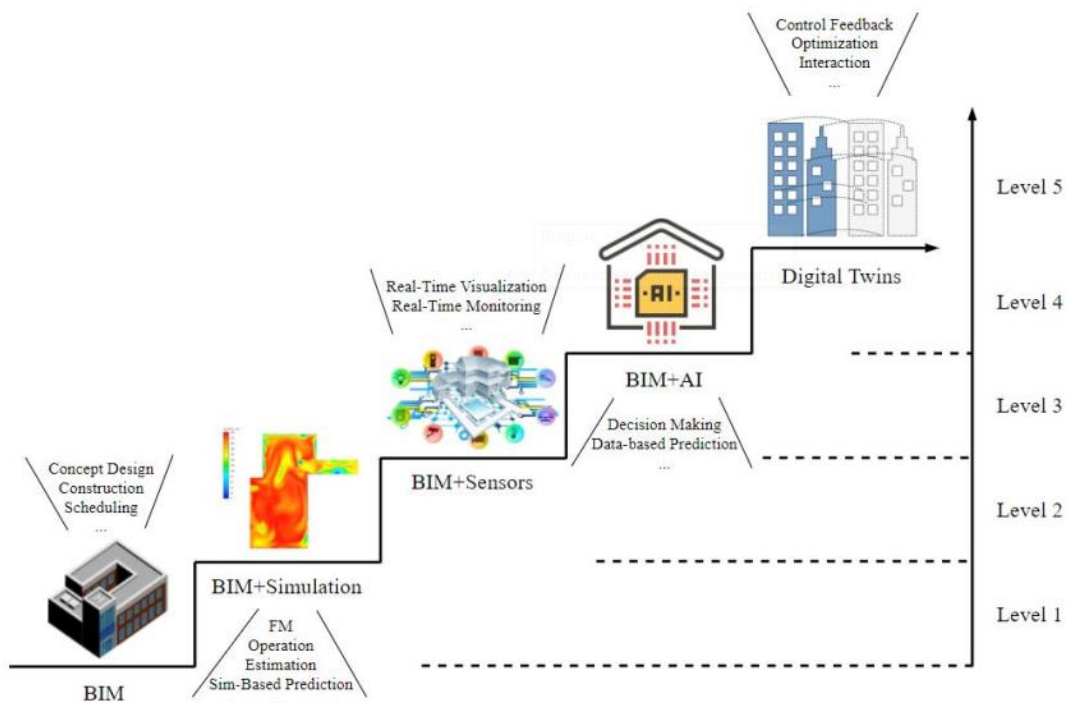 Control Feedback
Optimization
Interaction
...
Level 5
Digital Twins
Real-Time Visualization
Real-Time Monitoring
...
AI
Level 4
BIM+AI
Decision Making
Data-based Prediction
...
Level 3
BIM+Sensors
Concept Design
Construction
Scheduling
...
Level 2
BIM+Simulation
FM
Operation
Estimation
Sim-Based Prediction
...
Level 1
BIM